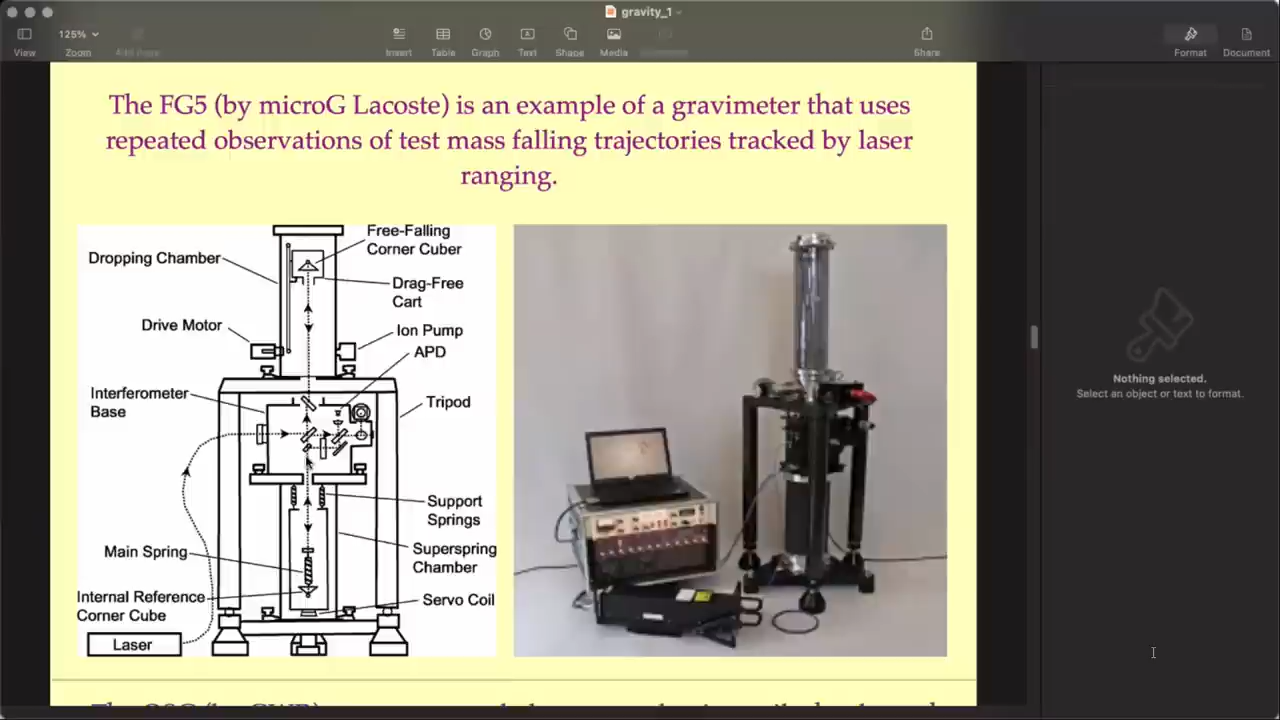 gravity_1
125%
View
Zoom
Add Page
Insert
Table
Graph
Text
Shape
Media
Share
Format
Document
The FG5 (by microG Lacoste) is an example of a gravimeter that uses
repeated observations of test mass falling trajectories tracked by laser
ranging.
Free-Falling
Corner Cuber
Dropping Chamber
Drag-Free
Cart
Drive Motor
Ion Pump
APD
Interferometer
Base
Tripod
Support
Springs
Main Spring
Superspring
Chamber
Internal Reference
Corner Cube
Servo Coil
Laser
Nothing selected.
Select an object or text to format.